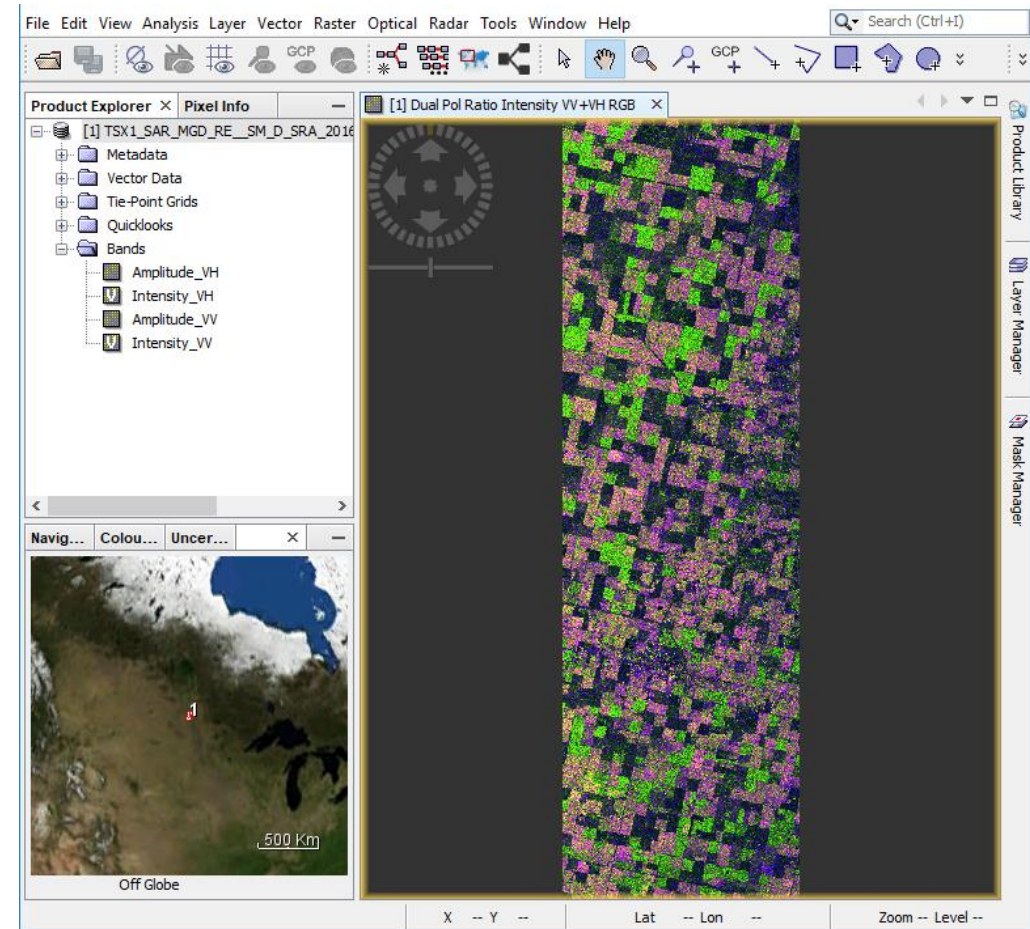 File Edit View Analysis Layer Vector Raster Optical Radar Tools Window Help
Search (Ctrl+I)
GCP
GCP
Product Explorer × Pixel Info
[1] TSX1_SAR_MGD_RE__SM_D_SRA_2016
Metadata
Vector Data
Tie-Point Grids
Quicklooks
Bands
Amplitude_VH
Intensity_VH
Amplitude_VV
Intensity_VV
[1] Dual Pol Ratio Intensity VV+VH RGB ×
Product Library
Layer Manager
Mask Manager
Navig... Colou... Uncer... ×
1
500 Km
Off Globe
X -- Y -- Lat -- Lon -- Zoom -- Level --